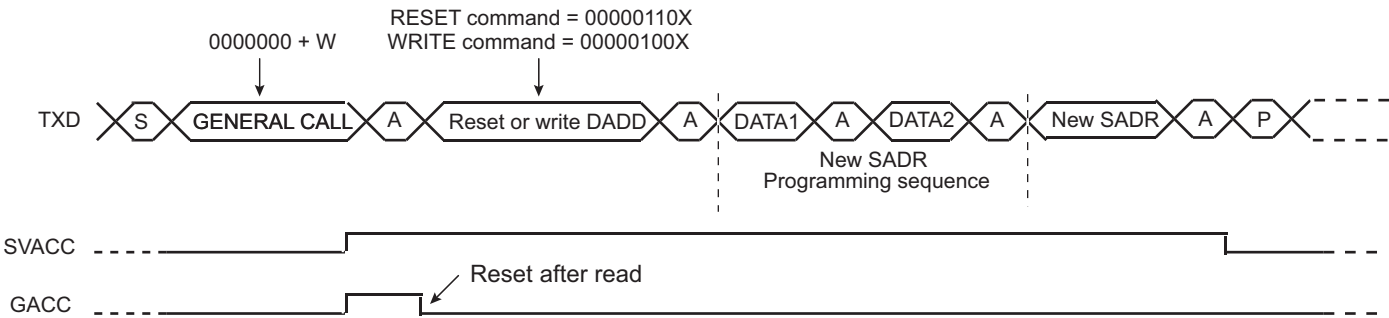 RESET command = 00000110X
0000000 + W
WRITE command = 00000100X
TXD S GENERAL CALL A Reset or write DADD A DATA1 A DATA2 A New SADR A P
New SADR
Programming sequence
SVACC
Reset after read
GACC